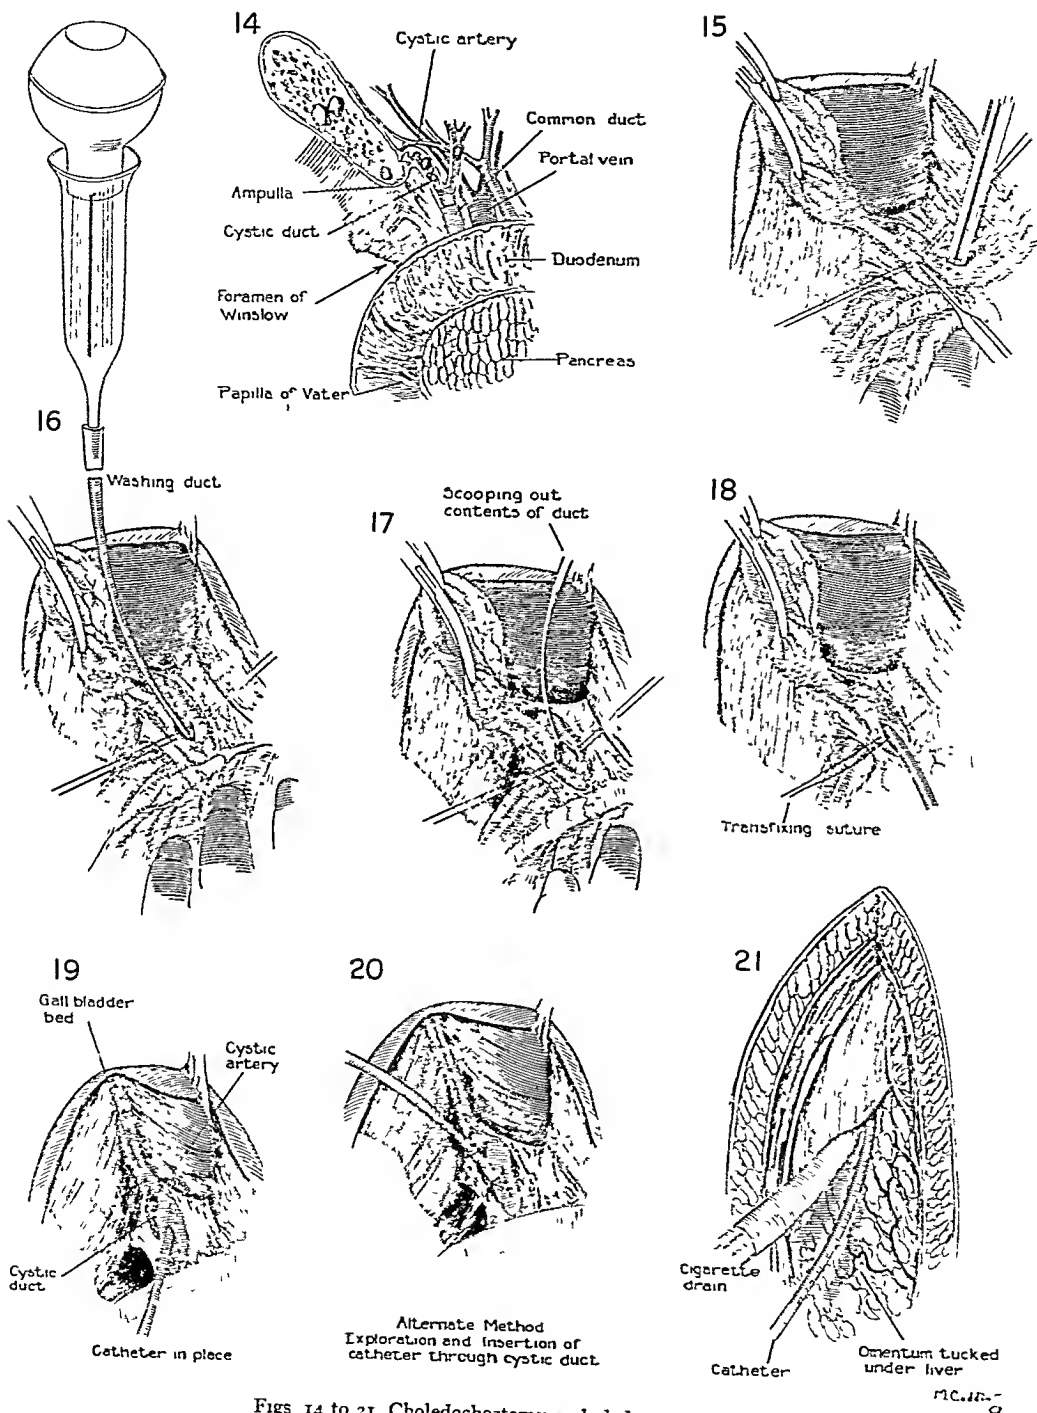 14
Cystic artery
Common duct
Portal vein
Ampulla
Cystic duct
Duodenum
Foramen of
Winslow
Pancreas
Papilla of Vater
15
16
Washing duct
17
Scooping out
contents of duct
18
Transfixing suture
19
Gall bladder
bed
Cystic
artery
Cystic
duct
Catheter in place
20
Alternate Method
Exploration and Insertion of
catheter through cystic duct
21
Cigarette
drain
Catheter
Omentum tucked
under liver
Figs 14 to 21